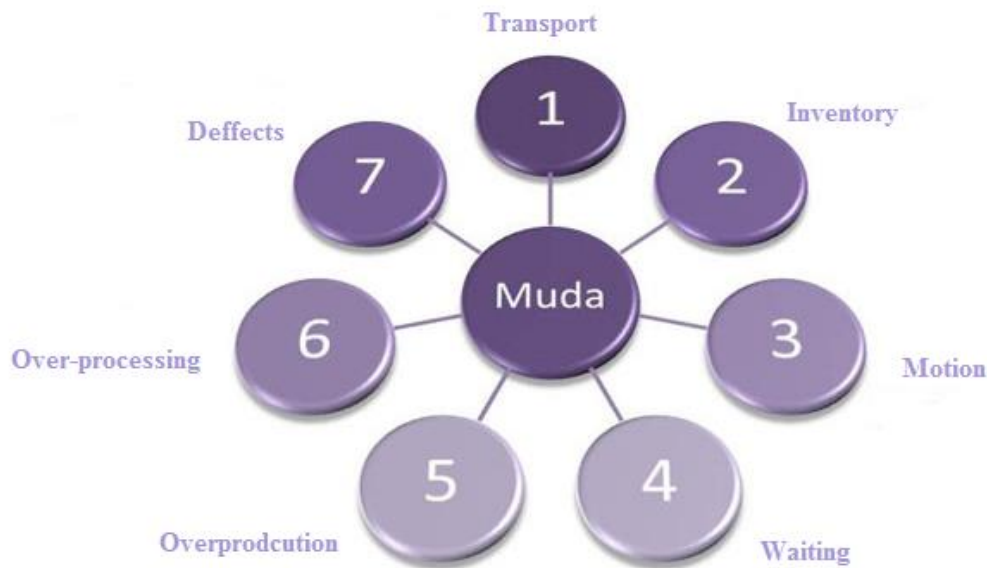 Transport
1
Inventory
2
Deffects
7
Muda
3
Motion
6
Over-processing
5
Overprodcution
4
Waiting